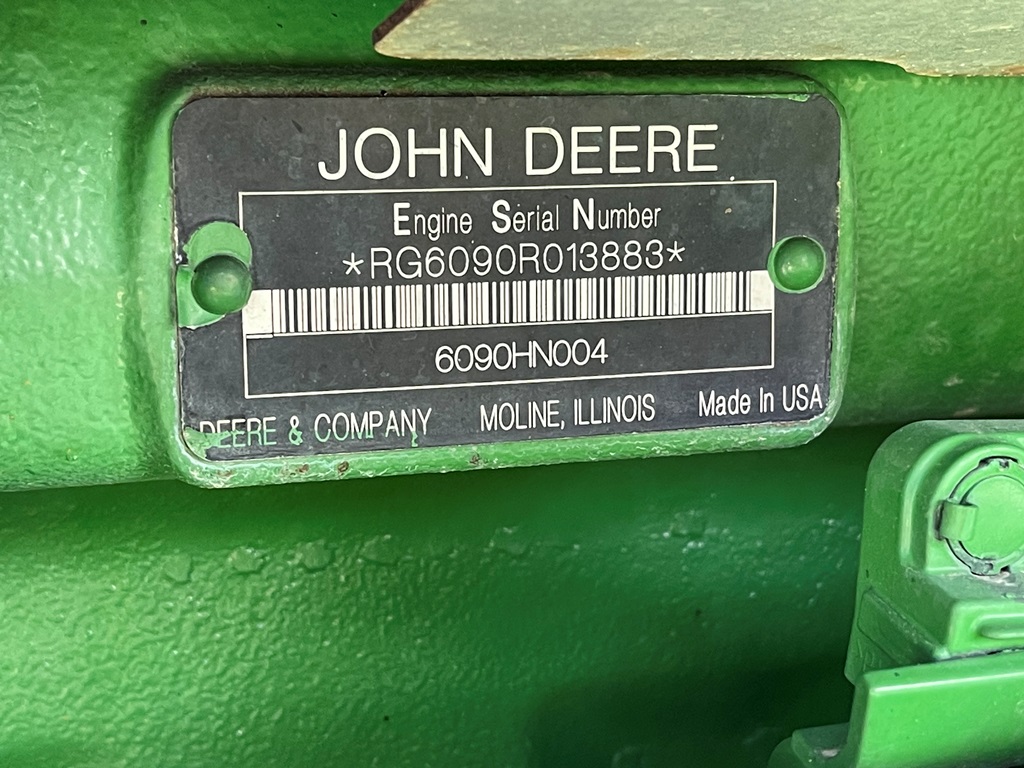 JOHN DEERE
Engine Serial Number
*RG6090R013883*
6090HN004
DEERE & COMPANY MOLINE, ILLINOIS Made In USA